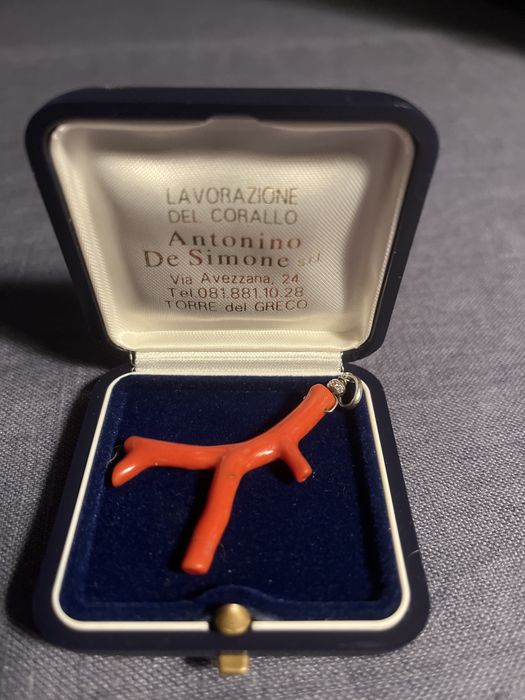 LAVORAZIONE
DEL CORALLO
Antonino
De Simone srl
Via Avezzana, 24
Tel.081.881.10.28
TORRE del GRECO